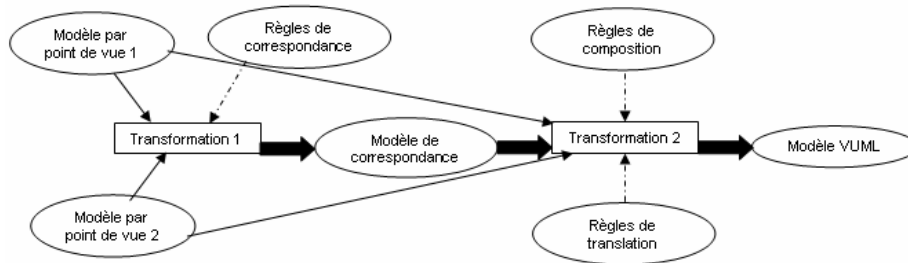 Modèle par
point de vue 1
Règles de
correspondance
Règles de
composition
Transformation 1
Modèle de
correspondance
Transformation 2
Modèle VUML
Modèle par
point de vue 2
Règles de
translation